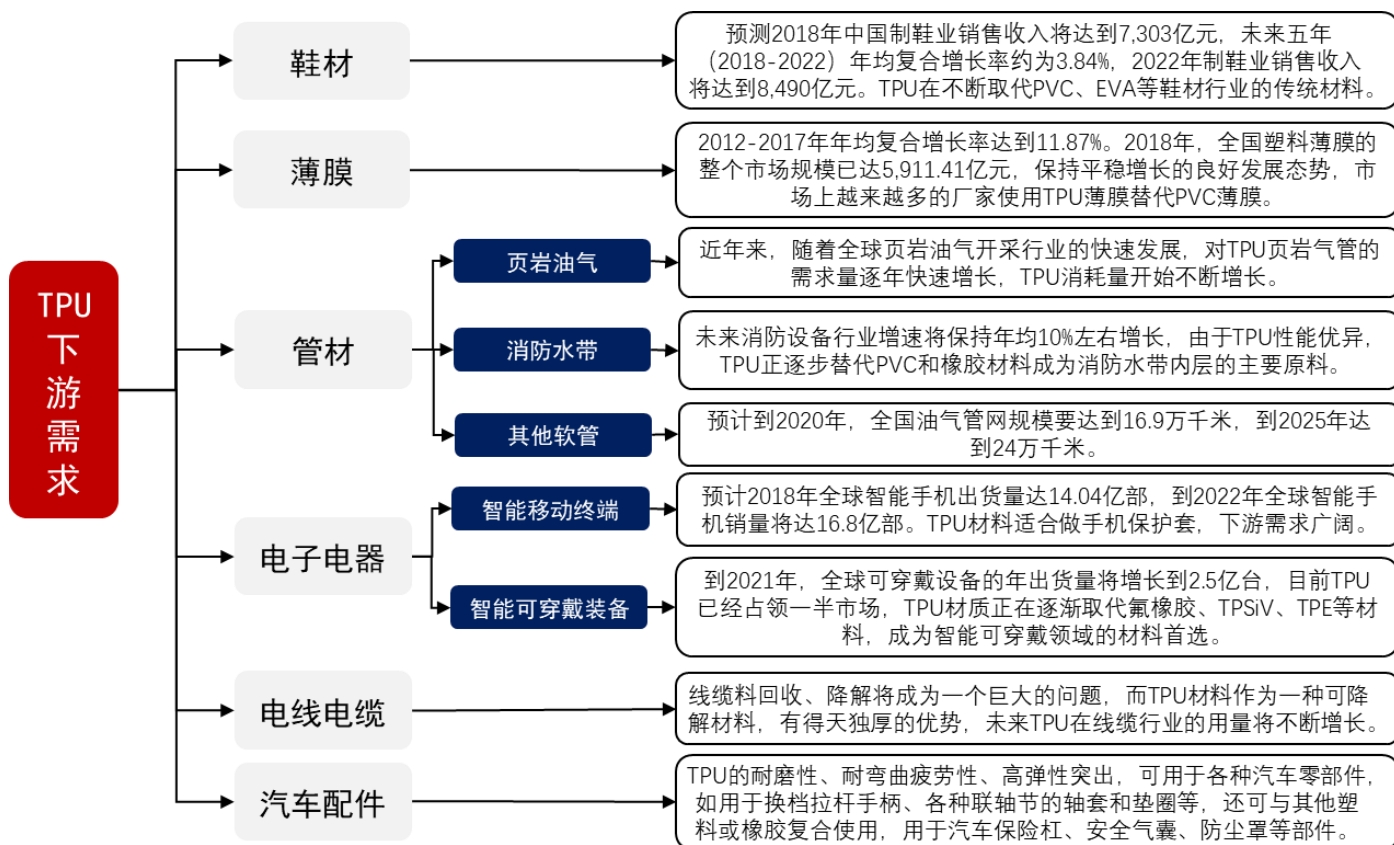 TPU
下
游
需
求
鞋材
预测2018年中国制鞋业销售收入将达到7,303亿元，未来五年
（2018-2022）年均复合增长率约为3.84%，2022年制鞋业销售收入
将达到8,490亿元。TPU在不断取代PVC、EVA等鞋材行业的传统材料。
薄膜
2012-2017年年均复合增长率达到11.87%。2018年，全国塑料薄膜的
整个市场规模已达5,911.41亿元，保持平稳增长的良好发展态势，市
场上越来越多的厂家使用TPU薄膜替代PVC薄膜。
管材
页岩油气
近年来，随着全球页岩油气开采行业的快速发展，对TPU页岩气管的
需求量逐年快速增长，TPU消耗量开始不断增长。
消防水带
未来消防设备行业增速将保持年均10%左右增长，由于TPU性能优异，
TPU正逐步替代PVC和橡胶材料成为消防水带内层的主要原料。
其他软管
预计到2020年，全国油气管网规模要达到16.9万千米，到2025年达
到24万千米。
电子电器
智能移动终端
预计2018年全球智能手机出货量达14.04亿部，到2022年全球智能手
机销量将达16.8亿部。TPU材料适合做手机保护套，下游需求广阔。
智能可穿戴装备
到2021年，全球可穿戴设备的年出货量将增长到2.5亿台，目前TPU
已经占领一半市场，TPU材质正在逐渐取代氟橡胶、TPSiV、TPE等材
料，成为智能可穿戴领域的材料首选。
电线电缆
线缆料回收、降解将成为一个巨大的问题，而TPU材料作为一种可降
解材料，有得天独厚的优势，未来TPU在线缆行业的用量将不断增长。
汽车配件
TPU的耐磨性、耐弯曲疲劳性、高弹性突出，可用于各种汽车零部件，
如用于换档拉杆手柄、各种联轴节的轴套和垫圈等，还可与其他塑
料或橡胶复合使用，用于汽车保险杠、安全气囊、防尘罩等部件。